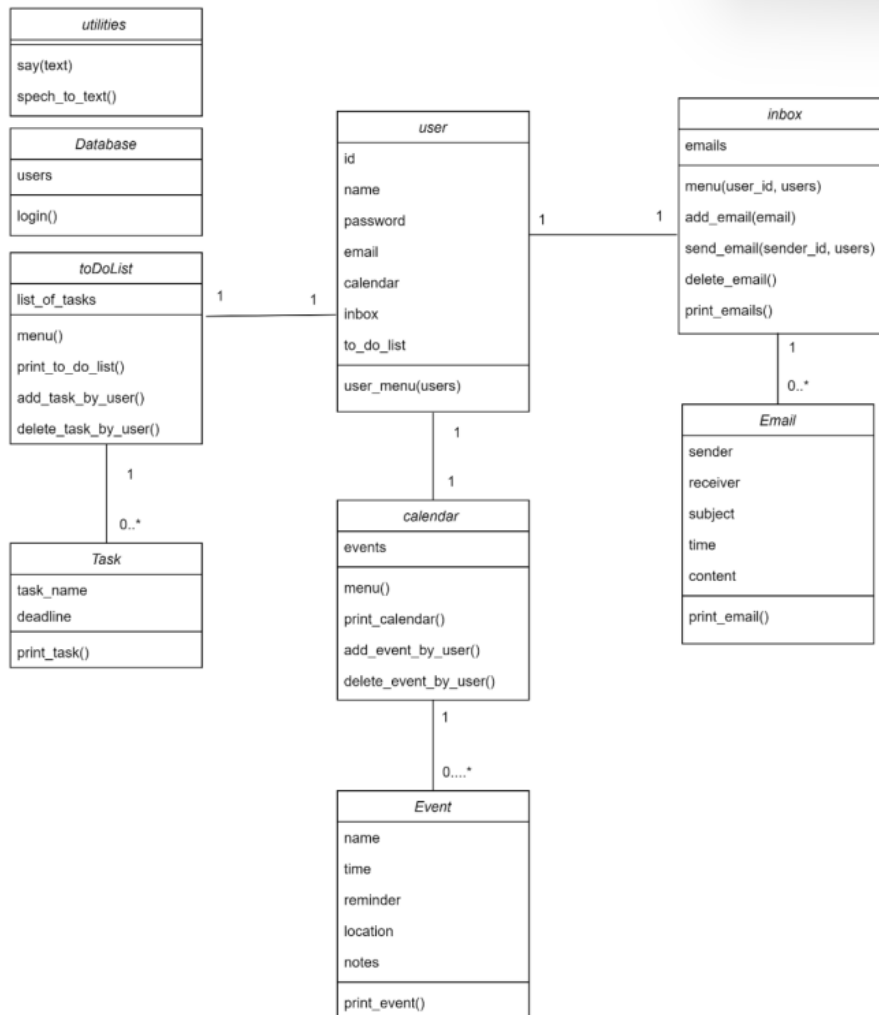 utilities
say(text)
spech_to_text()
Database
users
login()
toDoList
list_of_tasks
menu()
print_to_do_list()
add_task_by_user()
delete_task_by_user()
1
1
1
0..*
Task
task_name
deadline
print_task()
user
id
name
password
email
calendar
inbox
to_do_list
user_menu(users)
1
1
1
1
calendar
events
menu()
print_calendar()
add_event_by_user()
delete_event_by_user()
1
0....*
Event
name
time
reminder
location
notes
print_event()
inbox
emails
menu(user_id, users)
add_email(email)
send_email(sender_id, users)
delete_email()
print_emails()
1
0..*
Email
sender
receiver
subject
time
content
print_email()